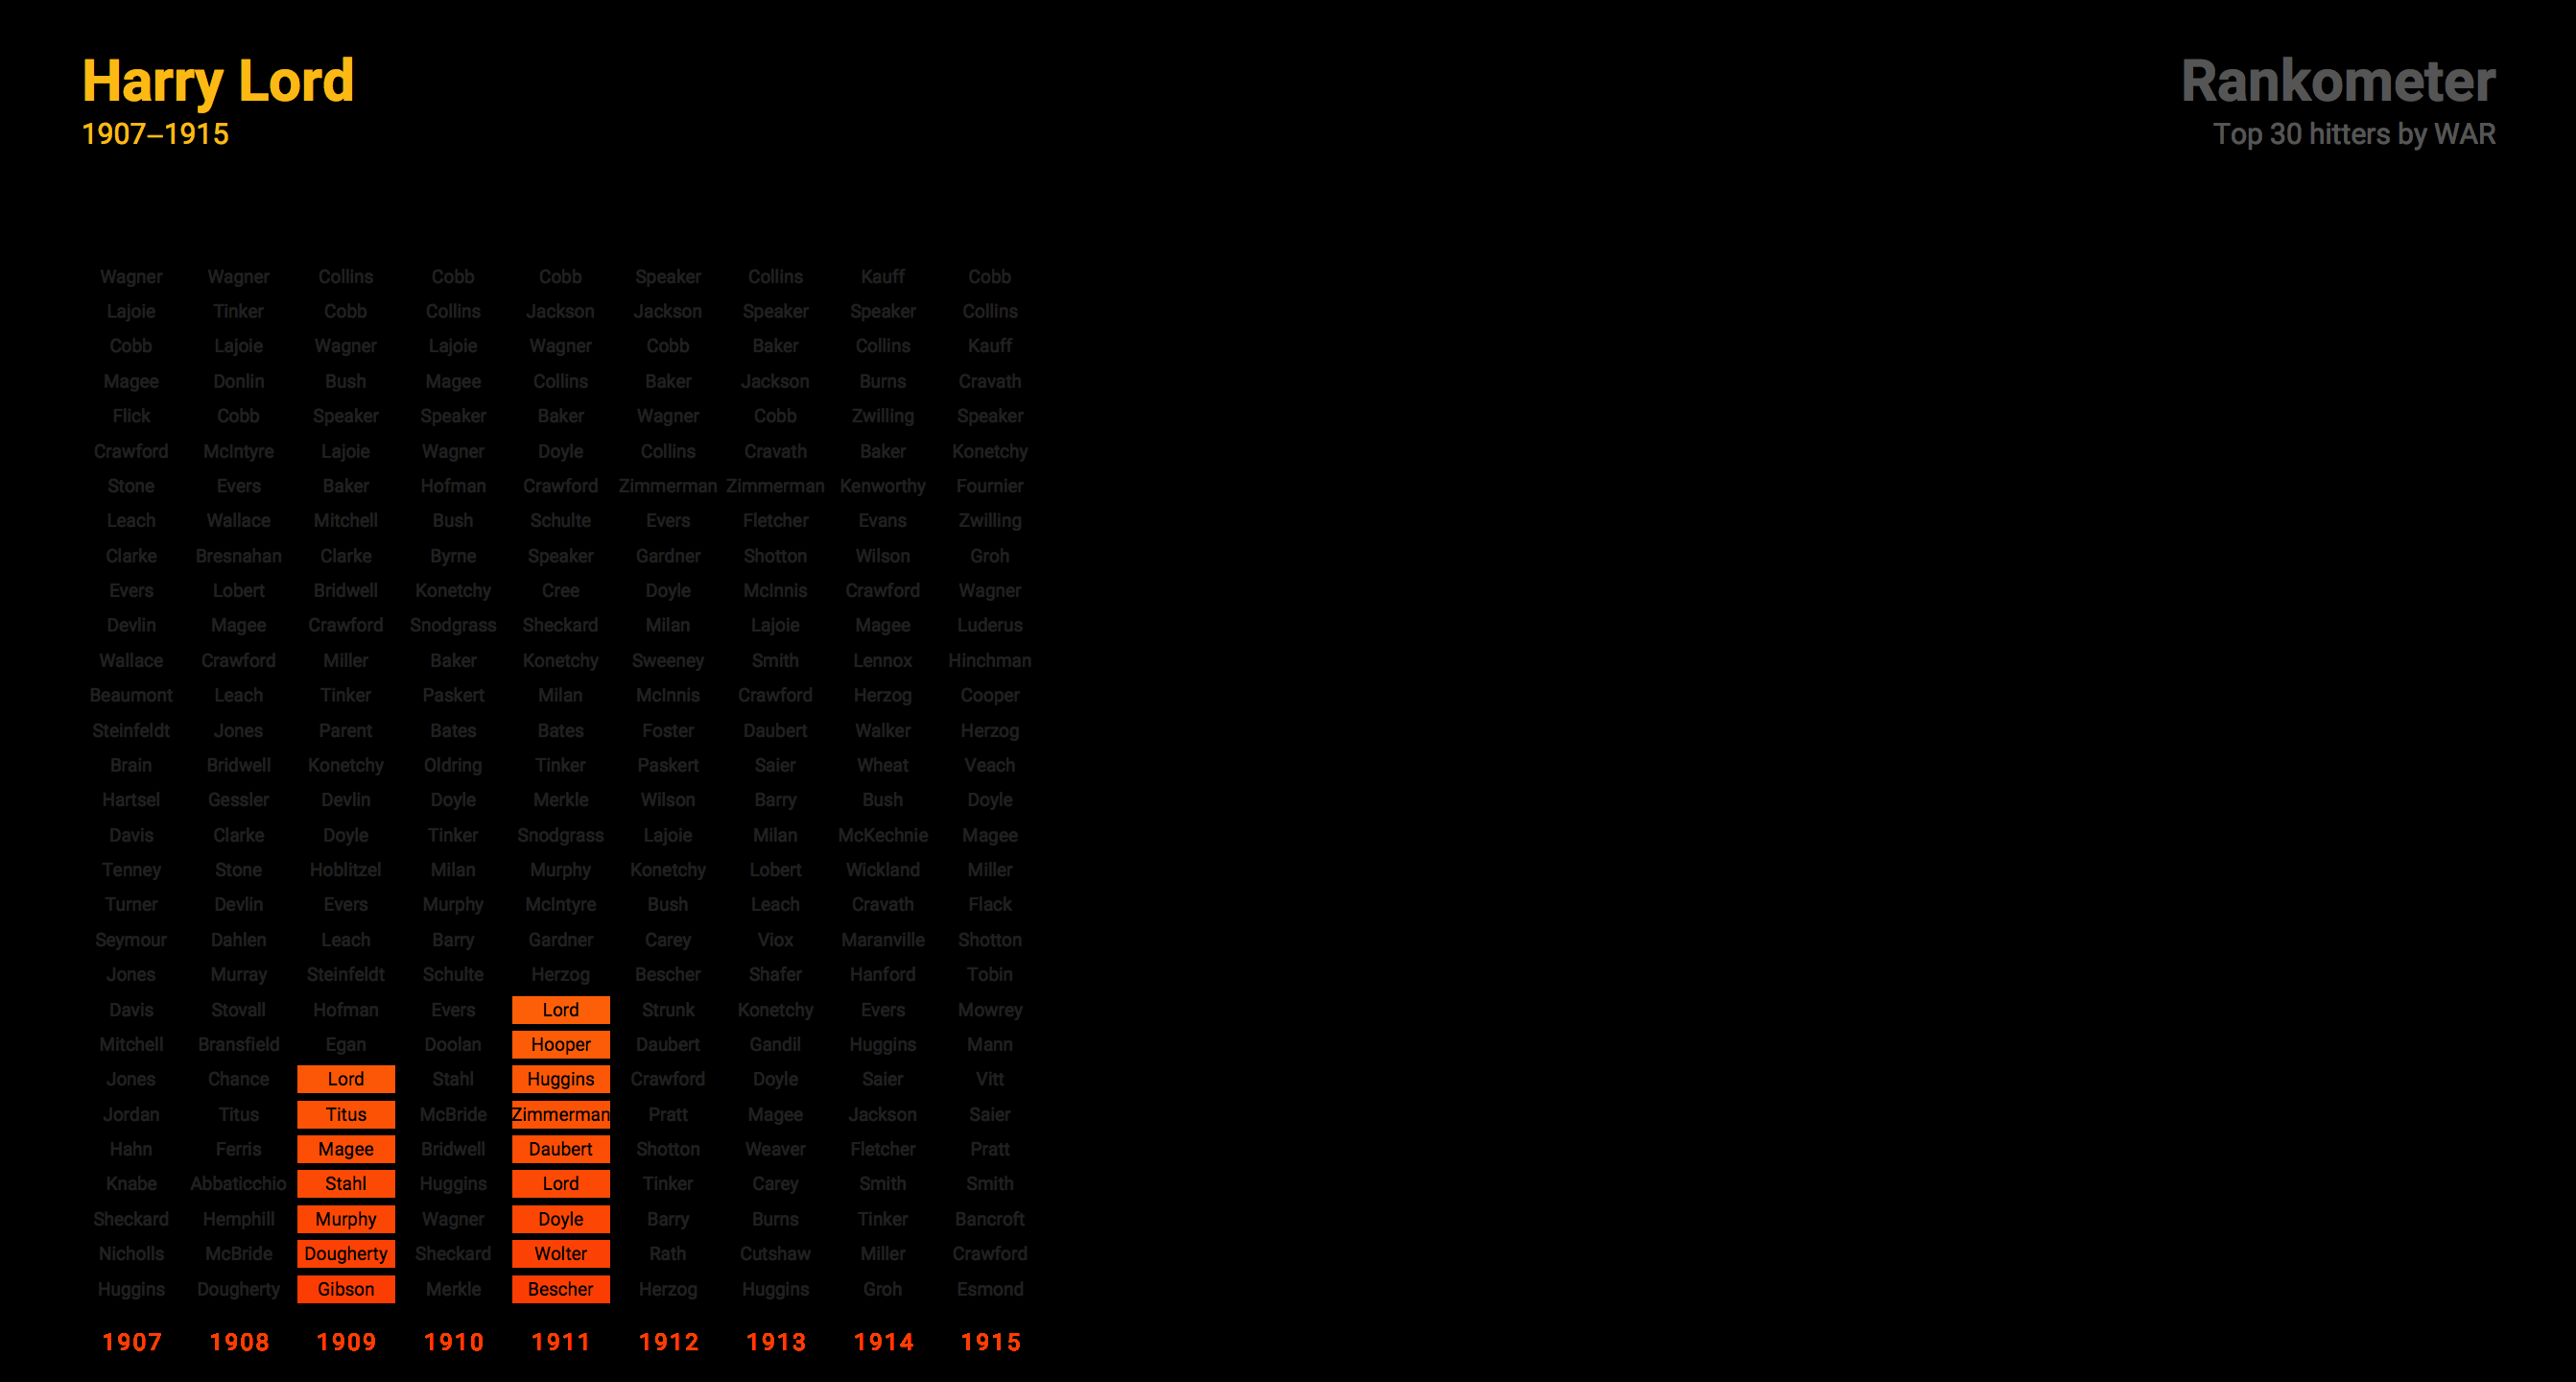 Harry Lord
1907–1915
Rankometer
Top 30 hitters by WAR
Wagner Wagner Collins Cobb Cobb Speaker Collins Kauff Cobb
Lajoie Tinker Cobb Collins Jackson Jackson Speaker Speaker Collins
Cobb Lajoie Wagner Lajoie Wagner Cobb Baker Collins Kauff
Magee Donlin Bush Magee Collins Baker Jackson Burns Cravath
Flick Cobb Speaker Speaker Baker Wagner Cobb Zwilling Speaker
Crawford McIntyre Lajoie Wagner Doyle Collins Cravath Baker Konetchy
Stone Evers Baker Hofman Crawford Zimmerman Zimmerman Kenworthy Fournier
Leach Wallace Mitchell Bush Schulte Evers Fletcher Evans Zwilling
Clarke Bresnahan Clarke Byrne Speaker Gardner Shotton Wilson Groh
Evers Lobert Bridwell Konetchy Cree Doyle McInnis Crawford Wagner
Devlin Magee Crawford Snodgrass Sheckard Milan Lajoie Magee Luderus
Wallace Crawford Miller Baker Konetchy Sweeney Smith Lennox Hinchman
Beaumont Leach Tinker Paskert Milan McInnis Crawford Herzog Cooper
Steinfeldt Jones Parent Bates Bates Foster Daubert Walker Herzog
Brain Bridwell Konetchy Oldring Tinker Paskert Saier Wheat Veach
Hartsel Gessler Devlin Doyle Merkle Wilson Barry Bush Doyle
Davis Clarke Doyle Tinker Snodgrass Lajoie Milan McKechnie Magee
Tenney Stone Hoblitzel Milan Murphy Konetchy Lobert Wickland Miller
Turner Devlin Evers Murphy McIntyre Bush Leach Cravath Flack
Seymour Dahlen Leach Barry Gardner Carey Viox Maranville Shotton
Jones Murray Steinfeldt Schulte Herzog Bescher Shafer Hanford Tobin
Davis Stovall Hofman Evers Lord Strunk Konetchy Evers Mowrey
Mitchell Bransfield Egan Doolan Hooper Daubert Gandil Huggins Mann
Jones Chance Lord Stahl Huggins Crawford Doyle Saier Vitt
Jordan Titus Titus McBride Zimmerman Pratt Magee Jackson Saier
Hahn Ferris Magee Bridwell Daubert Shotton Weaver Fletcher Pratt
Knabe Abbaticchio Stahl Huggins Lord Tinker Carey Smith Smith
Sheckard Hemphill Murphy Wagner Doyle Barry Burns Tinker Bancroft
Nicholls McBride Dougherty Sheckard Wolter Rath Cutshaw Miller Crawford
Huggins Dougherty Gibson Merkle Bescher Herzog Huggins Groh Esmond
1907 1908 1909 1910 1911 1912 1913 1914 1915